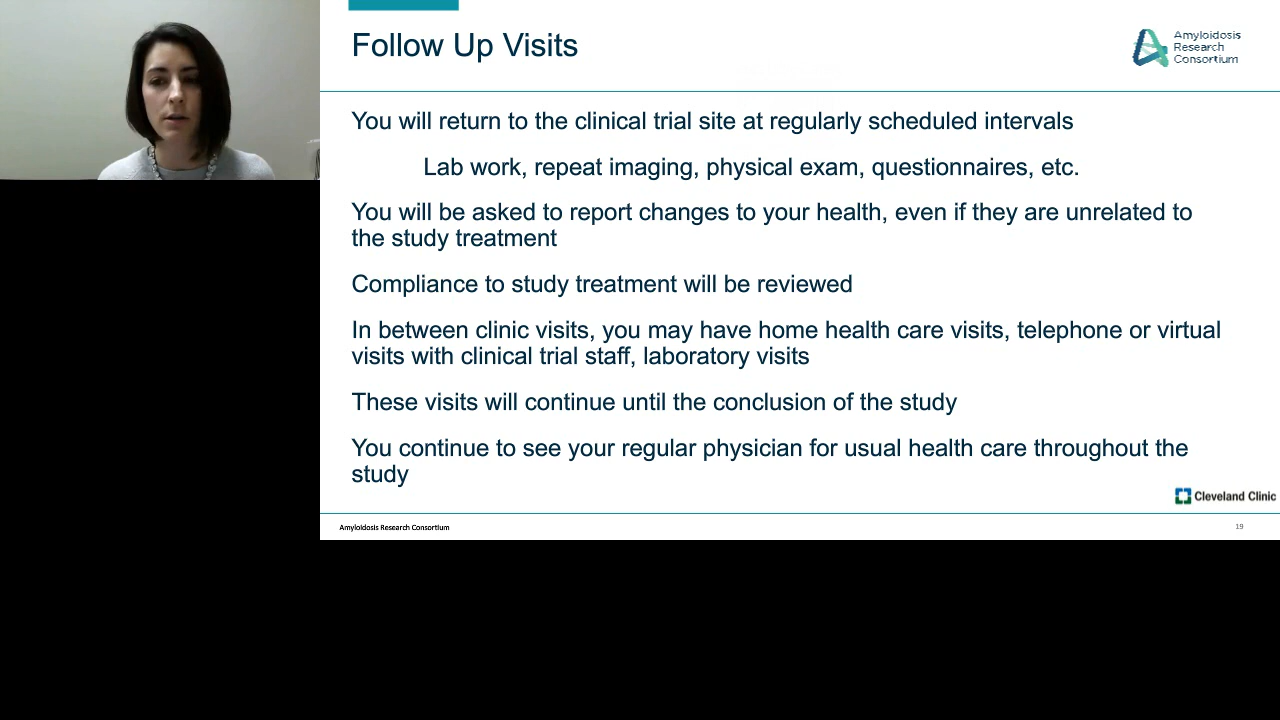 Follow Up Visits
Amyloidosis
Research
Consortium
You will return to the clinical trial site at regularly scheduled intervals
Lab work, repeat imaging, physical exam, questionnaires, etc.
You will be asked to report changes to your health, even if they are unrelated to
the study treatment
Compliance to study treatment will be reviewed
In between clinic visits, you may have home health care visits, telephone or virtual
visits with clinical trial staff, laboratory visits
These visits will continue until the conclusion of the study
You continue to see your regular physician for usual health care throughout the
study
Cleveland Clinic
Amyloidosis Research Consortium
19